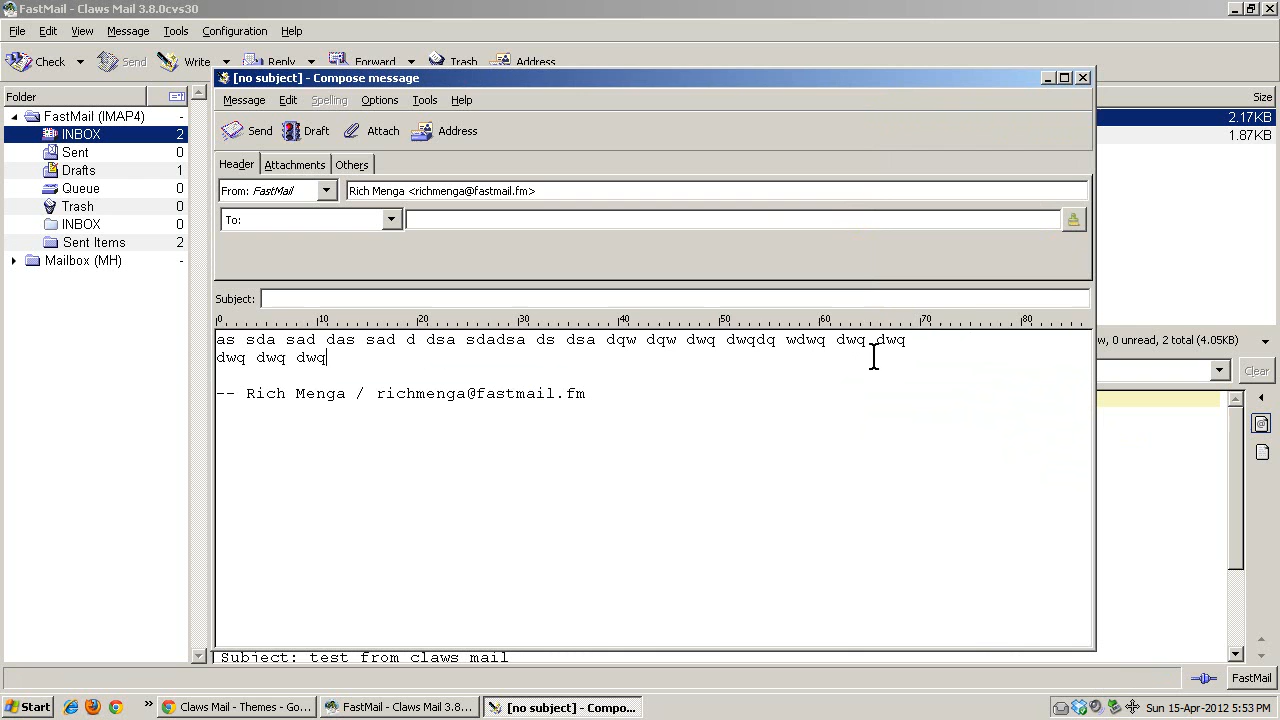 FastMail - Claws Mail 3.8.0cvs30
File Edit View Message Tools Configuration Help
Check Send Write Reply Forward Trash Address
Folder
FastMail (IMAP4) -
INBOX 2
Sent 0
Drafts 1
Queue 0
Trash 0
INBOX 0
Sent Items 2
Mailbox (MH) -
[no subject] - Compose message
Message Edit Spelling Options Tools Help
Send Draft Attach Address
Header Attachments Others
From: FastMail Rich Menga <richmenga@fastmail.fm>
To:
Subject:
0 10 20 30 40 50 60 70 80
as sda sad das sad d dsa sdadsa ds dsa dqw dqw dwq dwqdq wdwq dwq dwq
dwq dwq dwq
-- Rich Menga / richmenga@fastmail.fm
Size
2.17KB
1.87KB
w, 0 unread, 2 total (4.05KB)
Clear
Subject: test from claws mail
FastMail
Start » Claws Mail - Themes - Go... FastMail - Claws Mail 3.8... [no subject] - Compo... Sun 15-Apr-2012 5:53 PM